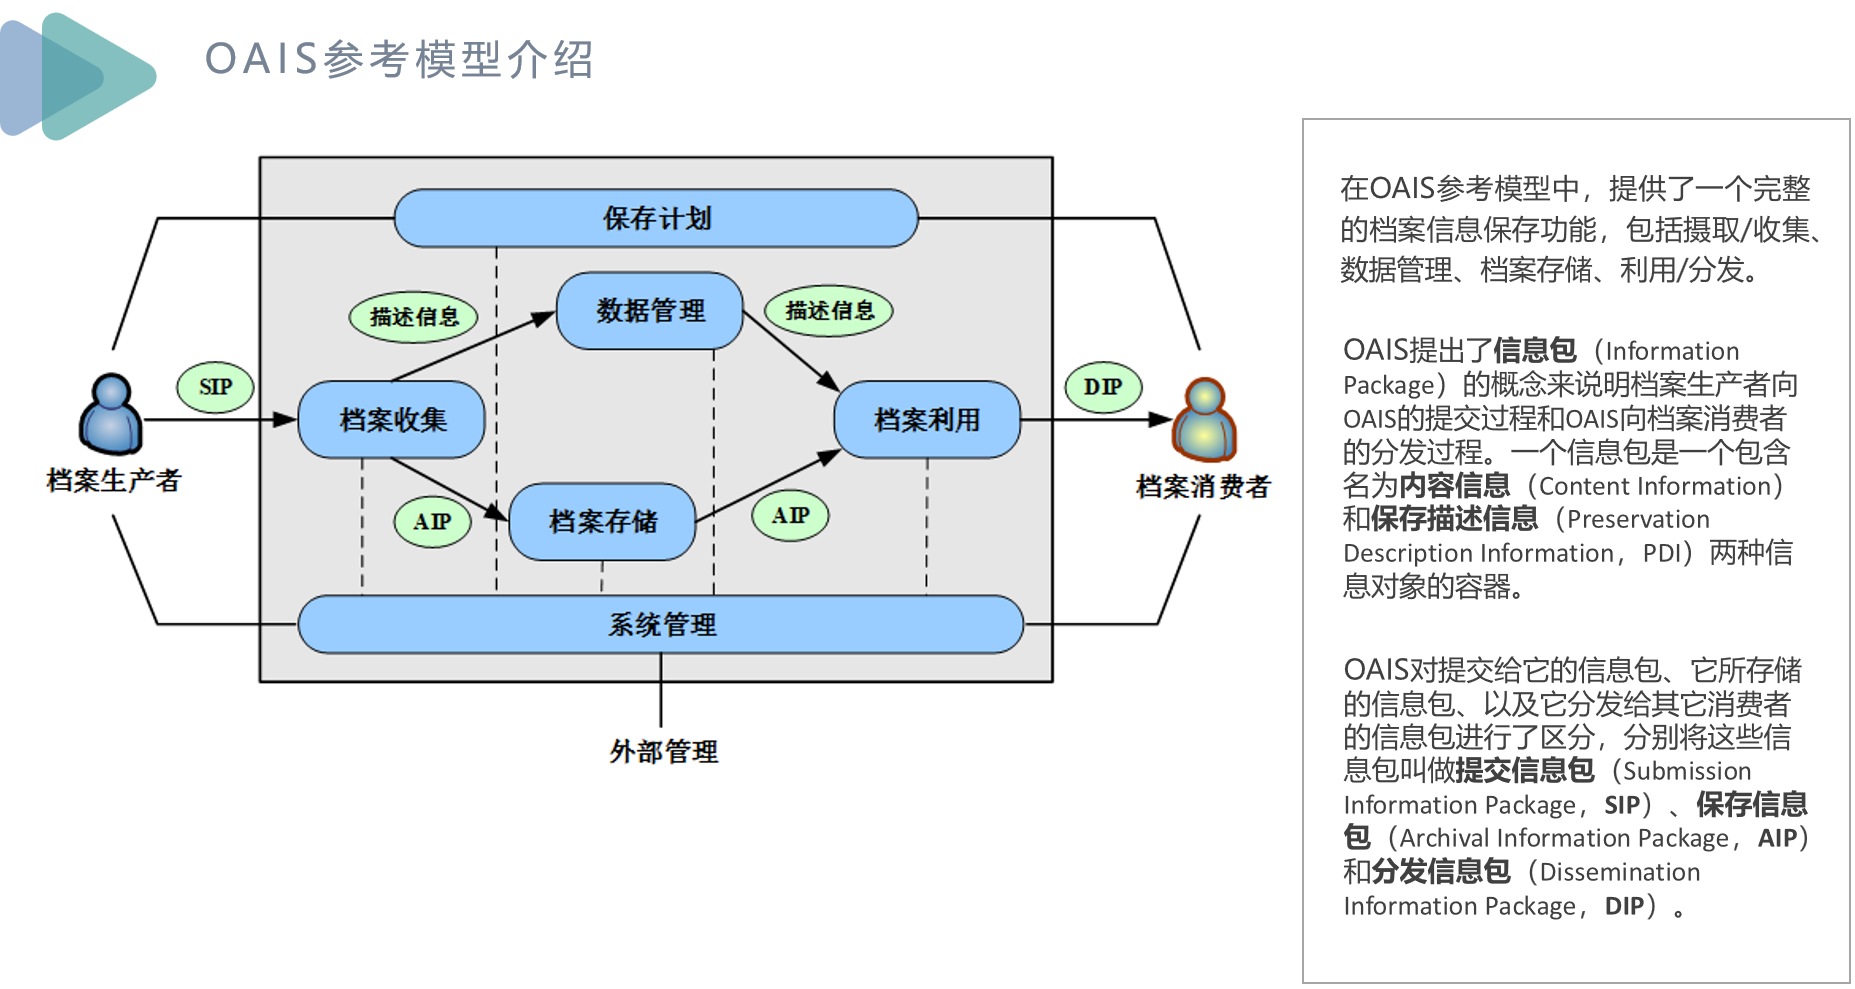 OAIS参考模型介绍
保存计划
描述信息
数据管理
描述信息
SIP
档案收集
档案利用
DIP
档案生产者
档案消费者
AIP
档案存储
AIP
系统管理
外部管理
在OAIS参考模型中，提供了一个完整
的档案信息保存功能，包括摄取/收集、
数据管理、档案存储、利用/分发。
OAIS提出了信息包（Information
Package）的概念来说明档案生产者向
OAIS的提交过程和OAIS向档案消费者
的分发过程。一个信息包是一个包含
名为内容信息（Content Information）
和保存描述信息（Preservation
Description Information，PDI）两种信
息对象的容器。
OAIS对提交给它的信息包、它所存储
的信息包、以及它分发给其它消费者
的信息包进行了区分，分别将这些信
息包叫做提交信息包（Submission
Information Package，SIP）、保存信息
包（Archival Information Package，AIP）
和分发信息包（Dissemination
Information Package，DIP）。